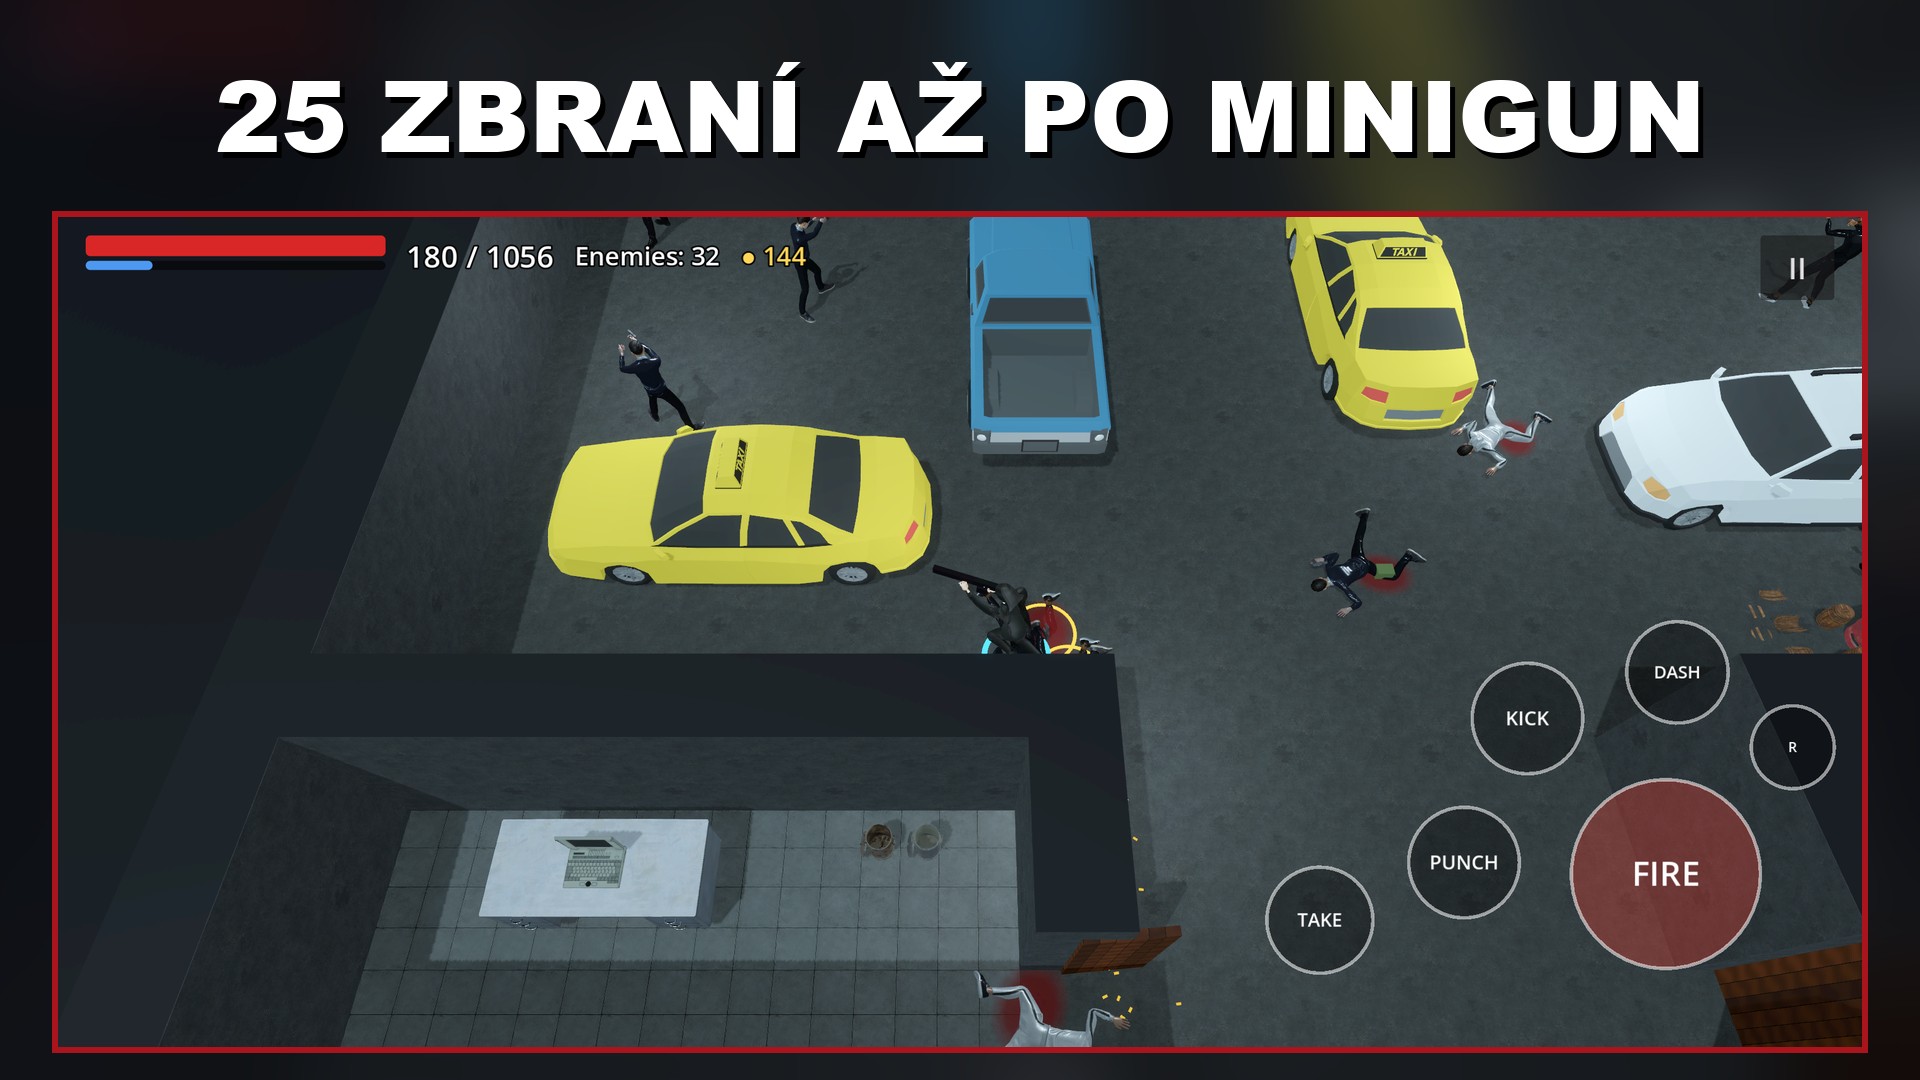 25 ZBRANÍ AŽ PO MINIGUN
180 / 1056 Enemies: 32 144
TAXI
TAXI
DASH
KICK
R
PUNCH
FIRE
TAKE